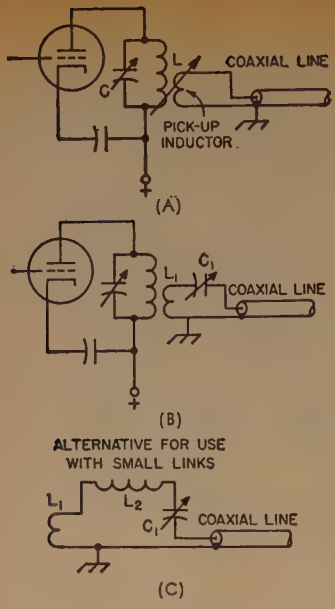 L
COAXIAL LINE
C
PICK-UP
INDUCTOR.
+
(A)
L1
C1
COAXIAL LINE
+
(B)
ALTERNATIVE FOR USE
WITH SMALL LINKS
L1
L2
C1
COAXIAL LINE
(C)